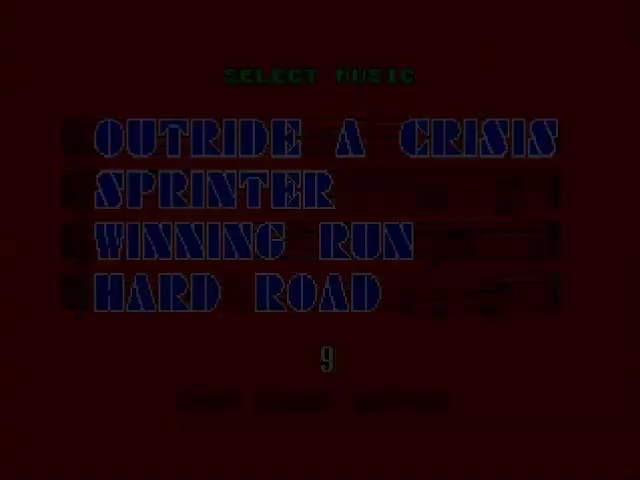 SELECT MUSIC
OUTRIDE A CRISIS
SPRINTER
WINNING RUN
HARD ROAD
9